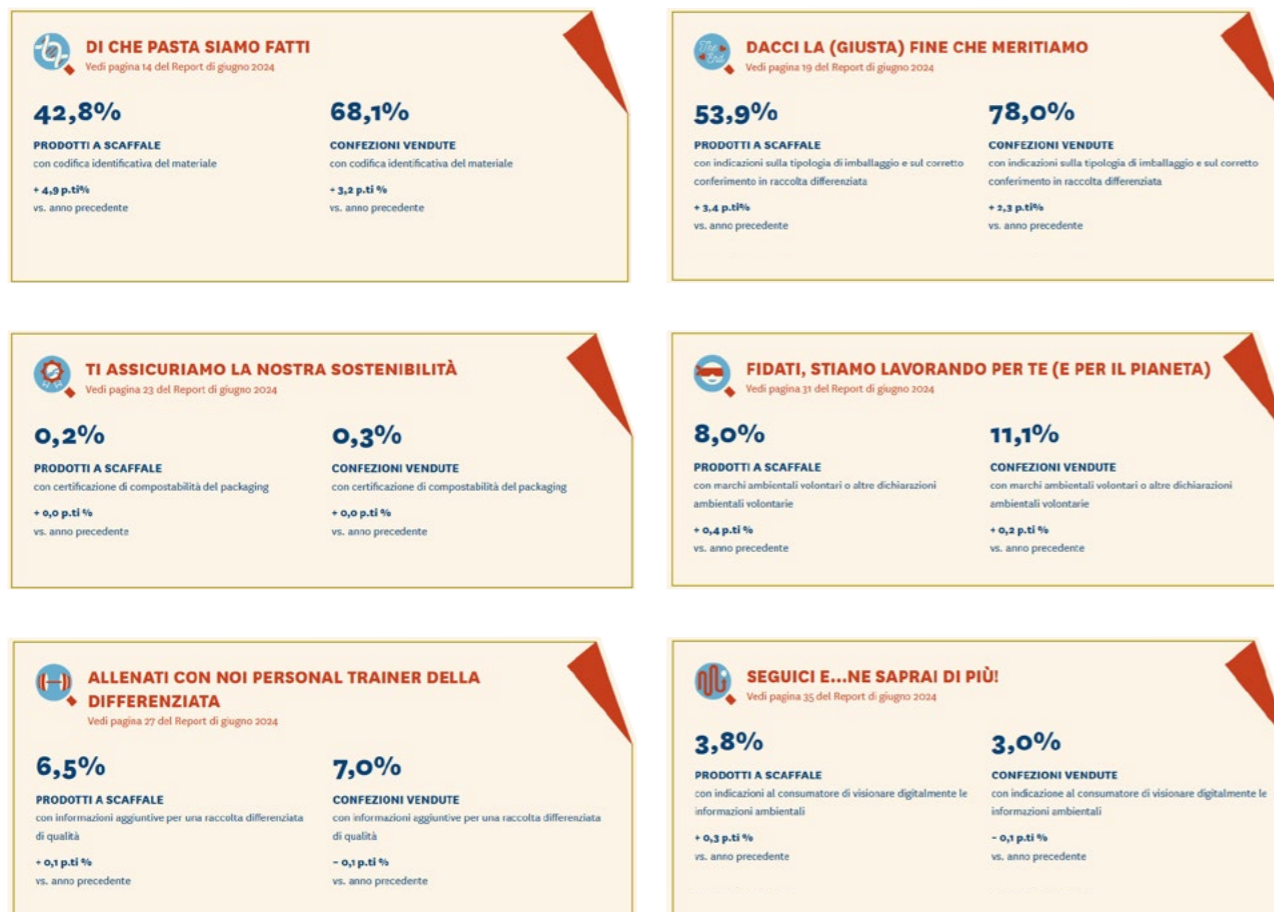 DI CHE PASTA SIAMO FATTI
Vedi pagina 14 del Report di giugno 2024
42,8%
PRODOTTI A SCAFFALE
con codifica identificativa del materiale
+ 4,9 p.ti%
vs. anno precedente
68,1%
CONFEZIONI VENDUTE
con codifica identificativa del materiale
+ 3,2 p.ti %
vs. anno precedente
The End
DACCI LA (GIUSTA) FINE CHE MERITIAMO
Vedi pagina 19 del Report di giugno 2024
53,9%
PRODOTTI A SCAFFALE
con indicazioni sulla tipologia di imballaggio e sul corretto
conferimento in raccolta differenziata
+ 3,4 p.ti%
vs. anno precedente
78,0%
CONFEZIONI VENDUTE
con indicazioni sulla tipologia di imballaggio e sul corretto
conferimento in raccolta differenziata
+ 2,3 p.ti%
vs. anno precedente
TI ASSICURIAMO LA NOSTRA SOSTENIBILITÀ
Vedi pagina 23 del Report di giugno 2024
0,2%
PRODOTTI A SCAFFALE
con certificazione di compostabilità del packaging
+ 0,0 p.ti %
vs. anno precedente
0,3%
CONFEZIONI VENDUTE
con certificazione di compostabilità del packaging
+ 0,0 p.ti %
vs. anno precedente
FIDATI, STIAMO LAVORANDO PER TE (E PER IL PIANETA)
Vedi pagina 31 del Report di giugno 2024
8,0%
PRODOTTI A SCAFFALE
con marchi ambientali volontari o altre dichiarazioni
ambientali volontarie
+ 0,4 p.ti %
vs. anno precedente
11,1%
CONFEZIONI VENDUTE
con marchi ambientali volontari o altre dichiarazioni
ambientali volontarie
+ 0,2 p.ti %
vs. anno precedente
ALLENATI CON NOI PERSONAL TRAINER DELLA
DIFFERENZIATA
Vedi pagina 27 del Report di giugno 2024
6,5%
PRODOTTI A SCAFFALE
con informazioni aggiuntive per una raccolta differenziata
di qualità
+ 0,1 p.ti %
vs. anno precedente
7,0%
CONFEZIONI VENDUTE
con informazioni aggiuntive per una raccolta differenziata
di qualità
– 0,1 p.ti %
vs. anno precedente
SEGUICI E...NE SAPRAI DI PIÙ!
Vedi pagina 35 del Report di giugno 2024
3,8%
PRODOTTI A SCAFFALE
con indicazioni al consumatore di visionare digitalmente le
informazioni ambientali
+ 0,3 p.ti %
vs. anno precedente
3,0%
CONFEZIONI VENDUTE
con indicazione al consumatore di visionare digitalmente le
informazioni ambientali
– 0,1 p.ti %
vs. anno precedente